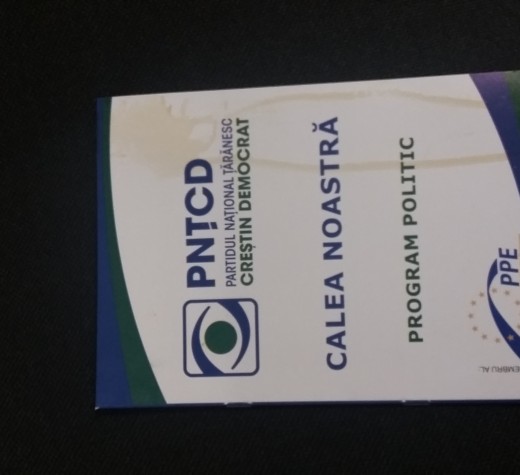 PNȚCD
PARTIDUL NAȚIONAL ȚĂRĂNESC
CREȘTIN DEMOCRAT
CALEA NOASTRĂ
PROGRAM POLITIC
PPE